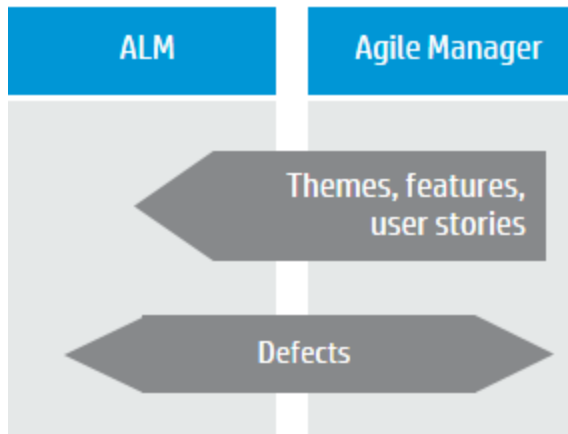 ALM
Agile Manager
Themes, features,
user stories
Defects